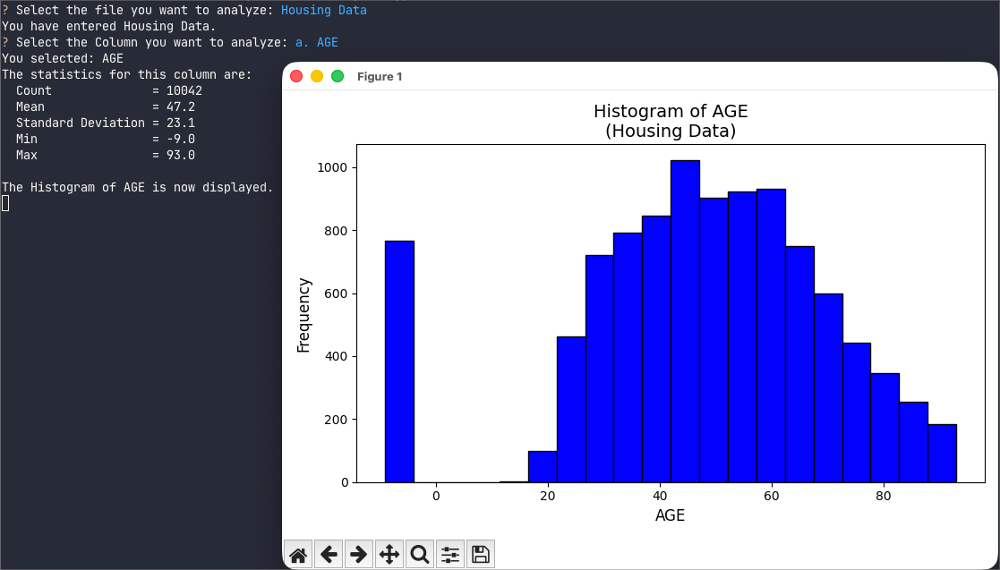 ? Select the file you want to analyze: Housing Data
You have entered Housing Data.
? Select the Column you want to analyze: a. AGE
You selected: AGE
The statistics for this column are:
Count = 10042
Mean = 47.2
Standard Deviation = 23.1
Min = -9.0
Max = 93.0
The Histogram of AGE is now displayed.
Figure 1
Histogram of AGE
(Housing Data)
1000
800
600
400
200
0
Frequency
0 20 40 60 80
AGE